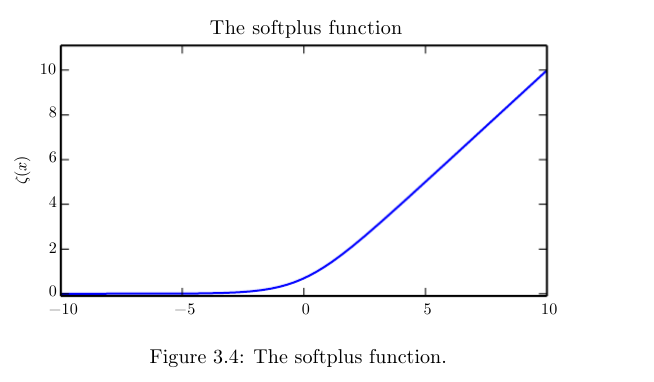 The softplus function
10
8
6
4
2
0
ζ(x)
−10 −5 0 5 10
Figure 3.4: The softplus function.